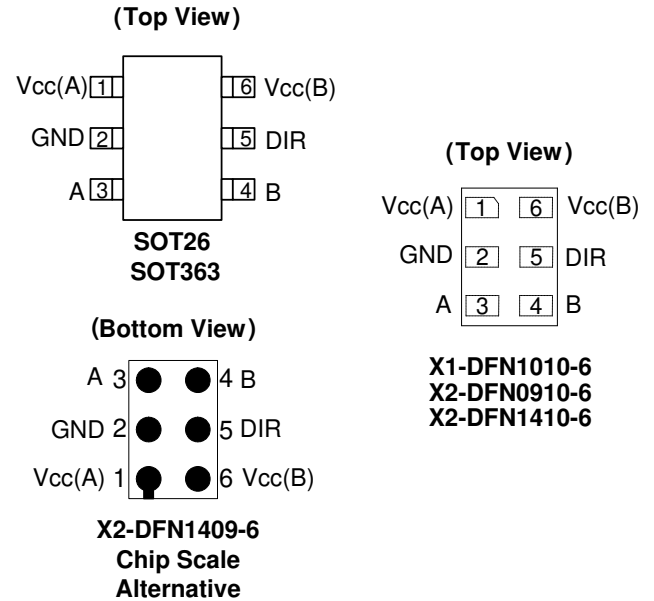 (Top View)
Vcc(A) 1 6 Vcc(B)
GND 2 5 DIR
A 3 4 B
SOT26
SOT363
(Bottom View)
A 3 4 B
GND 2 5 DIR
Vcc(A) 1 6 Vcc(B)
X2-DFN1409-6
Chip Scale
Alternative
(Top View)
Vcc(A) 1 6 Vcc(B)
GND 2 5 DIR
A 3 4 B
X1-DFN1010-6
X2-DFN0910-6
X2-DFN1410-6